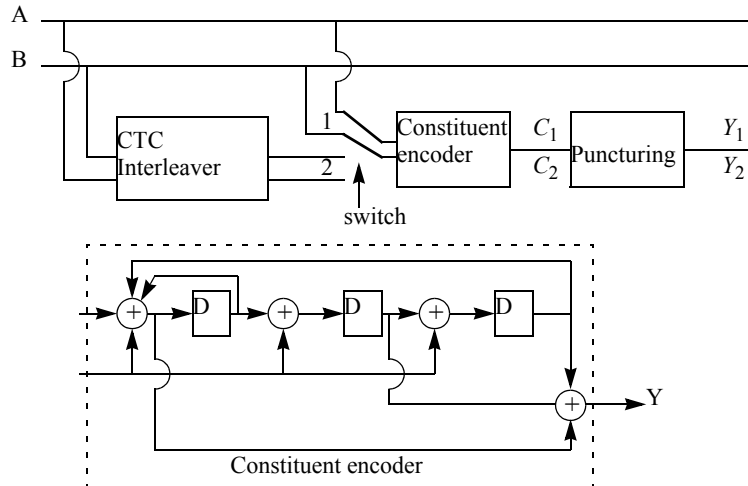 A
B
CTC
Interleaver
1
2
switch
Constituent
encoder
C1
C2
Puncturing
Y1
Y2
+
D
+
D
+
D
+
Y
Constituent encoder